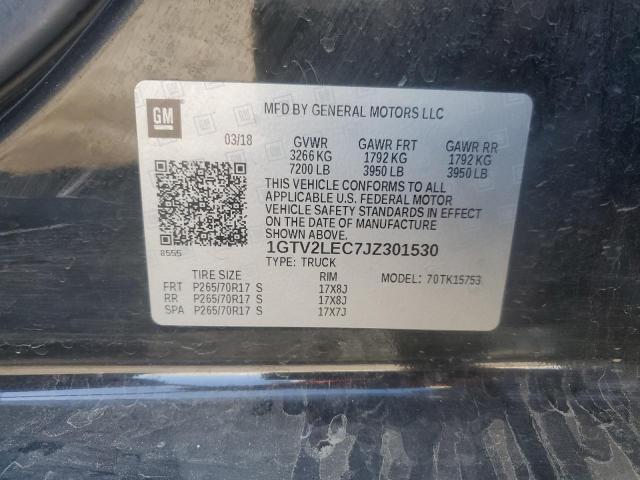 GM
MFD BY GENERAL MOTORS LLC
03/18 GVWR GAWR FRT GAWR RR
3266 KG 1792 KG 1792 KG
7200 LB 3950 LB 3950 LB
THIS VEHICLE CONFORMS TO ALL
APPLICABLE U.S. FEDERAL MOTOR
VEHICLE SAFETY STANDARDS IN EFFECT
ON THE DATE OF MANUFACTURE
SHOWN ABOVE.
8555 1GTV2LEC7JZ301530
TYPE: TRUCK
TIRE SIZE RIM MODEL: 70TK15753
FRT P265/70R17 S 17X8J
RR P265/70R17 S 17X8J
SPA P265/70R17 S 17X7J